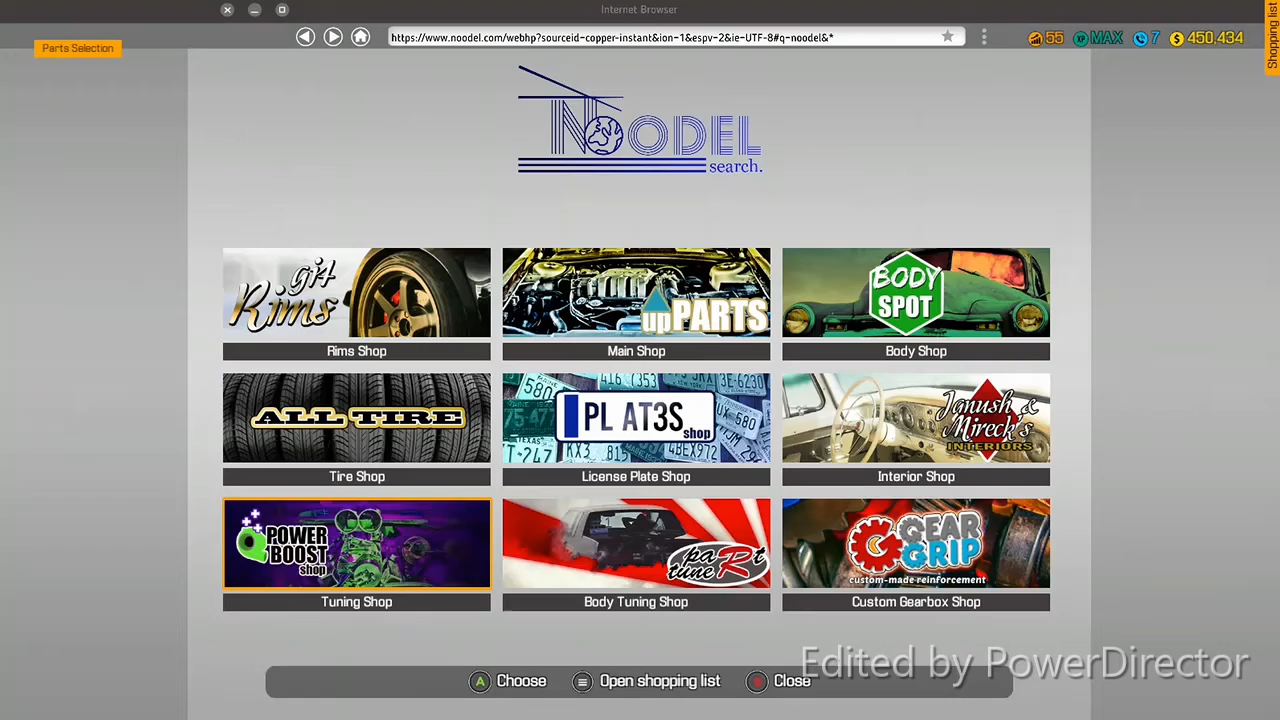 Internet Browser
https://www.noodel.com/webhp?sourceid-copper-instant&ion-1&espv-2&ie-UTF-8#q-noodel&*
Parts Selection
55 XP MAX 7 $ 450,434
Shopping list
NOODEL
search.
gi4 Rims
upPARTS
BODY SPOT
Rims Shop
Main Shop
Body Shop
ALL TIRE
PL AT3S shop
Janush & Mireck's INTERIORS
Tire Shop
License Plate Shop
Interior Shop
POWER BOOST shop
paRt tuneR
GEAR GRIP
custom-made reinforcement
Tuning Shop
Body Tuning Shop
Custom Gearbox Shop
A Choose
Open shopping list
Close
Edited by PowerDirector